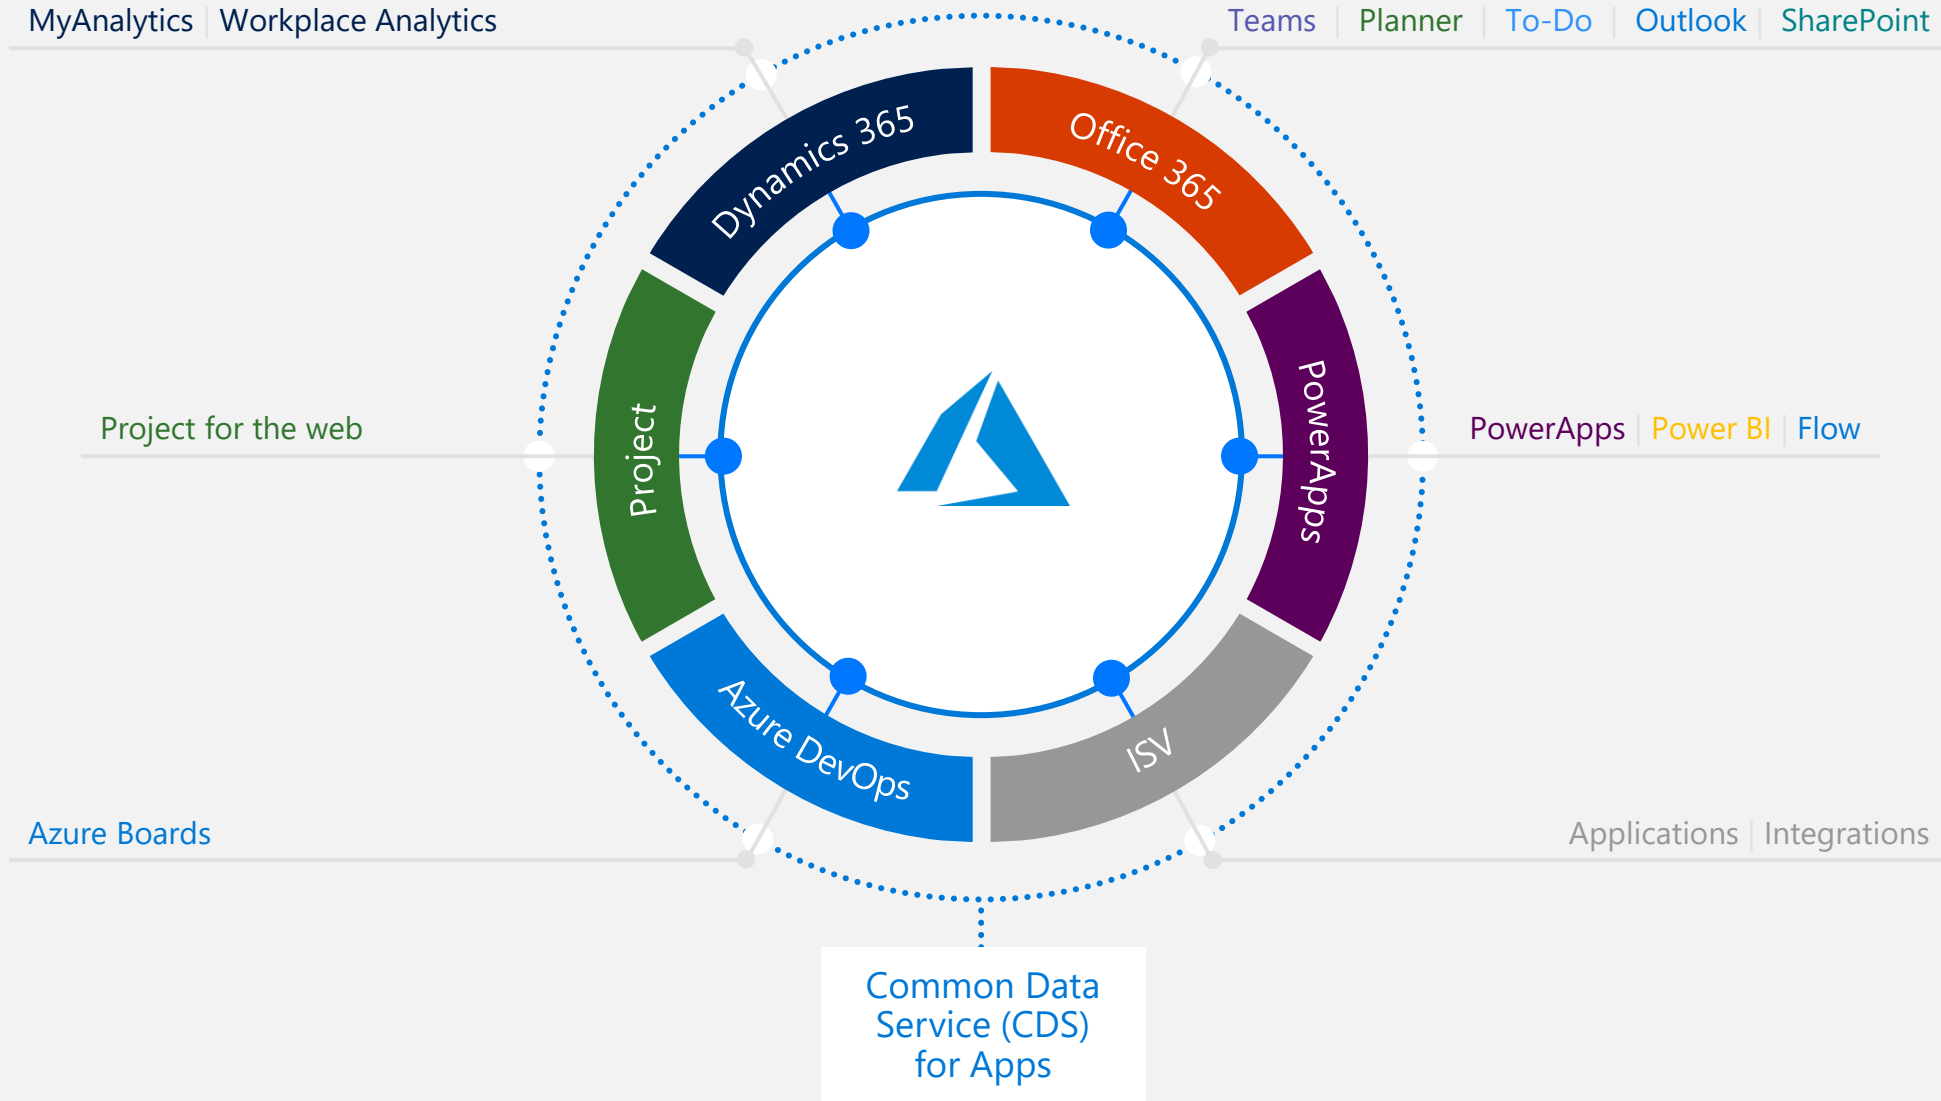 MyAnalytics | Workplace Analytics
Teams | Planner | To-Do | Outlook | SharePoint
Dynamics 365
Office 365
Project for the web
Project
PowerApps
PowerApps | Power BI | Flow
Azure DevOps
ISV
Azure Boards
Applications | Integrations
Common Data
Service (CDS)
for Apps